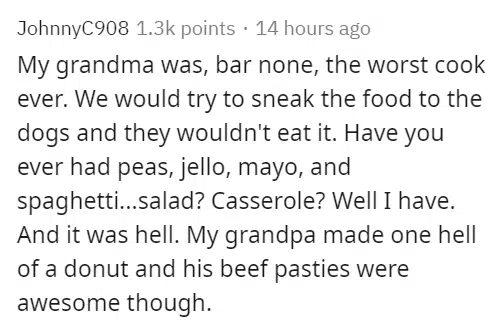 JohnnyC908 1.3k points · 14 hours ago
My grandma was, bar none, the worst cook
ever. We would try to sneak the food to the
dogs and they wouldn't eat it. Have you
ever had peas, jello, mayo, and
spaghetti...salad? Casserole? Well I have.
And it was hell. My grandpa made one hell
of a donut and his beef pasties were
awesome though.